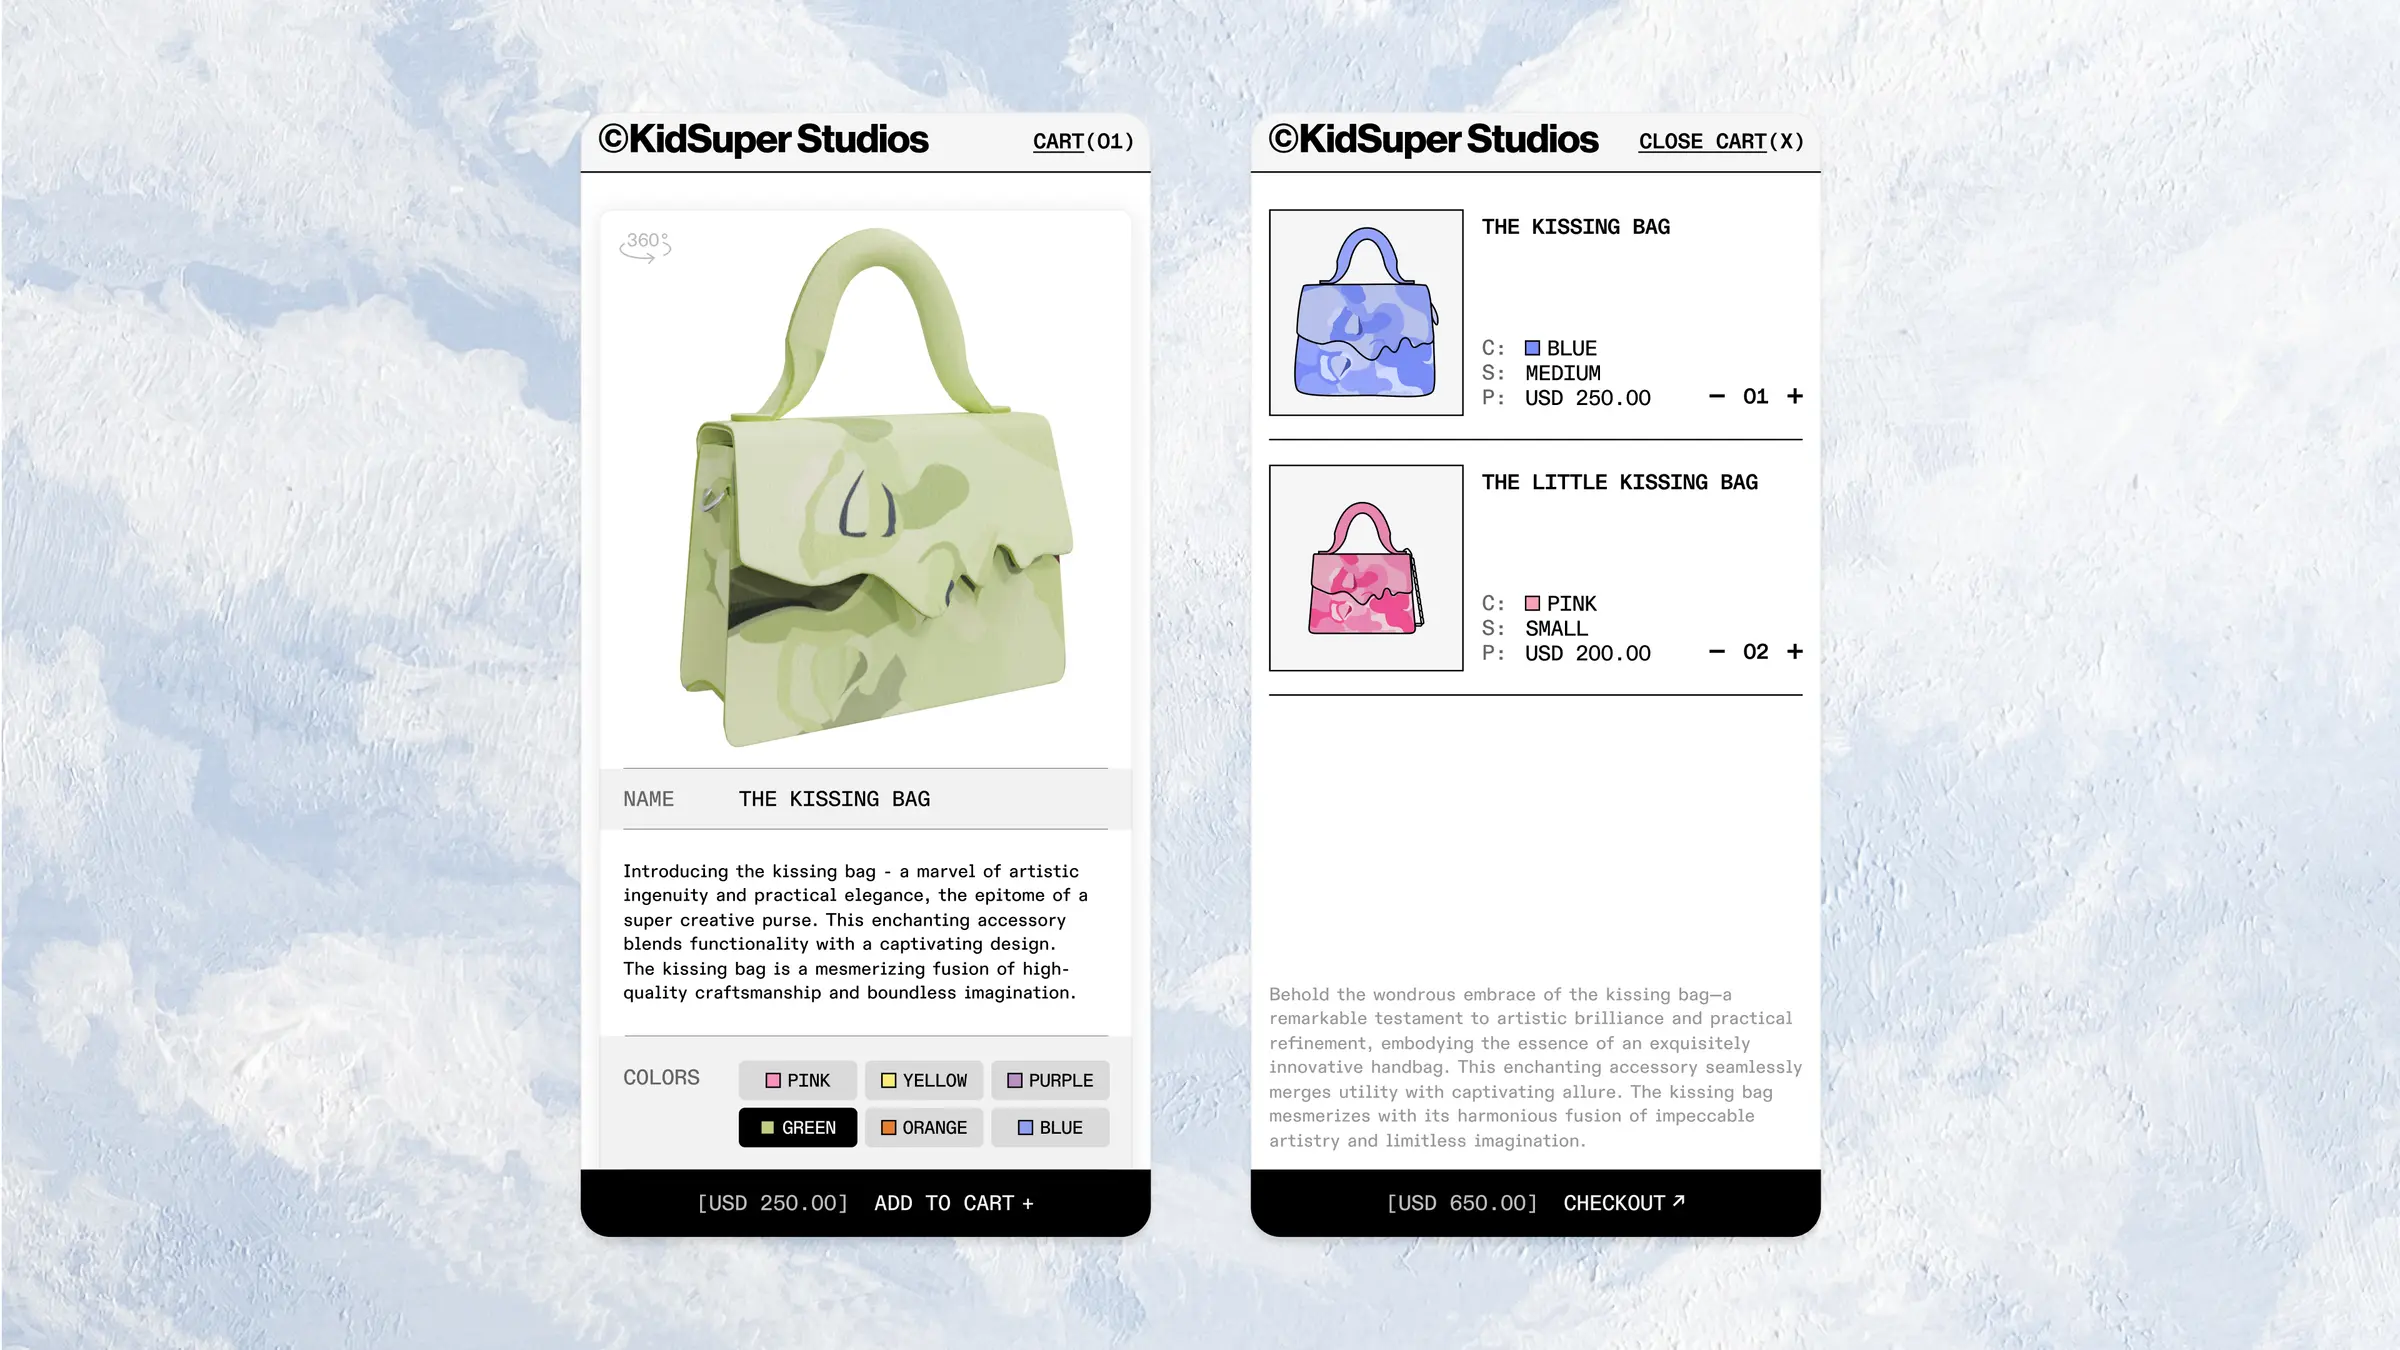 ©KidSuper Studios
CART(01)
360°
NAME
THE KISSING BAG
Introducing the kissing bag - a marvel of artistic
ingenuity and practical elegance, the epitome of a
super creative purse. This enchanting accessory
blends functionality with a captivating design.
The kissing bag is a mesmerizing fusion of high-
quality craftsmanship and boundless imagination.
COLORS
PINK
YELLOW
PURPLE
GREEN
ORANGE
BLUE
[USD 250.00] ADD TO CART +
©KidSuper Studios
CLOSE CART(X)
THE KISSING BAG
C: BLUE
S: MEDIUM
P: USD 250.00
− 01 +
THE LITTLE KISSING BAG
C: PINK
S: SMALL
P: USD 200.00
− 02 +
Behold the wondrous embrace of the kissing bag—a
remarkable testament to artistic brilliance and practical
refinement, embodying the essence of an exquisitely
innovative handbag. This enchanting accessory seamlessly
merges utility with captivating allure. The kissing bag
mesmerizes with its harmonious fusion of impeccable
artistry and limitless imagination.
[USD 650.00] CHECKOUT ↗